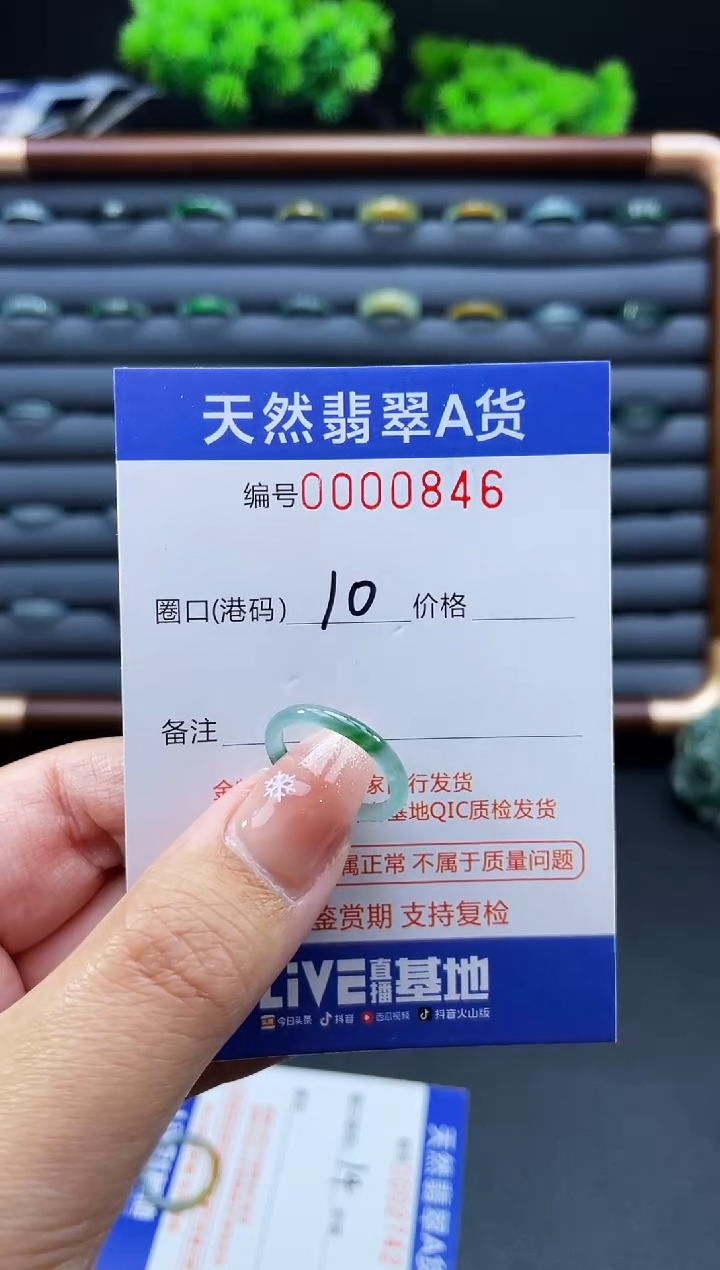 天然翡翠A货
编号0000846
圈口(港码) 10 价格
备注
家自行发货
基地QIC质检发货
属正常 不属于质量问题
鉴赏期 支持复检
LIVE直播基地
今日头条 抖音 西瓜视频 抖音火山版
天然翡翠A货